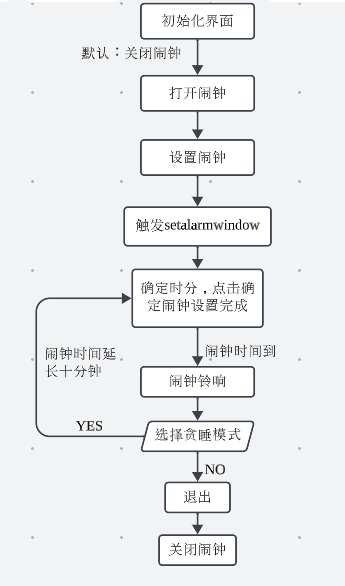 初始化界面
默认：关闭闹钟
打开闹钟
设置闹钟
触发setalarmwindow
确定时分，点击确
定闹钟设置完成
闹钟时间到
闹钟时间延
长十分钟
闹钟铃响
YES
选择贪睡模式
NO
退出
关闭闹钟